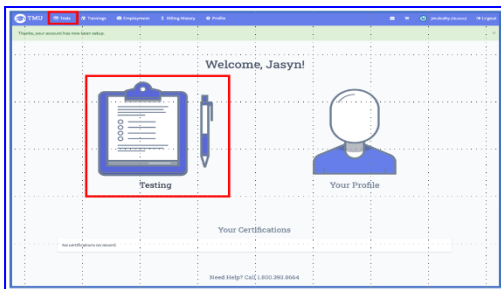 TMU Tests Trainings Employment Billing History Profile Logout
Thanks, your account has now been setup.
Welcome, Jasyn!
Testing
Your Profile
Your Certifications
No certifications on record
Need Help? Call 1.800.393.8664